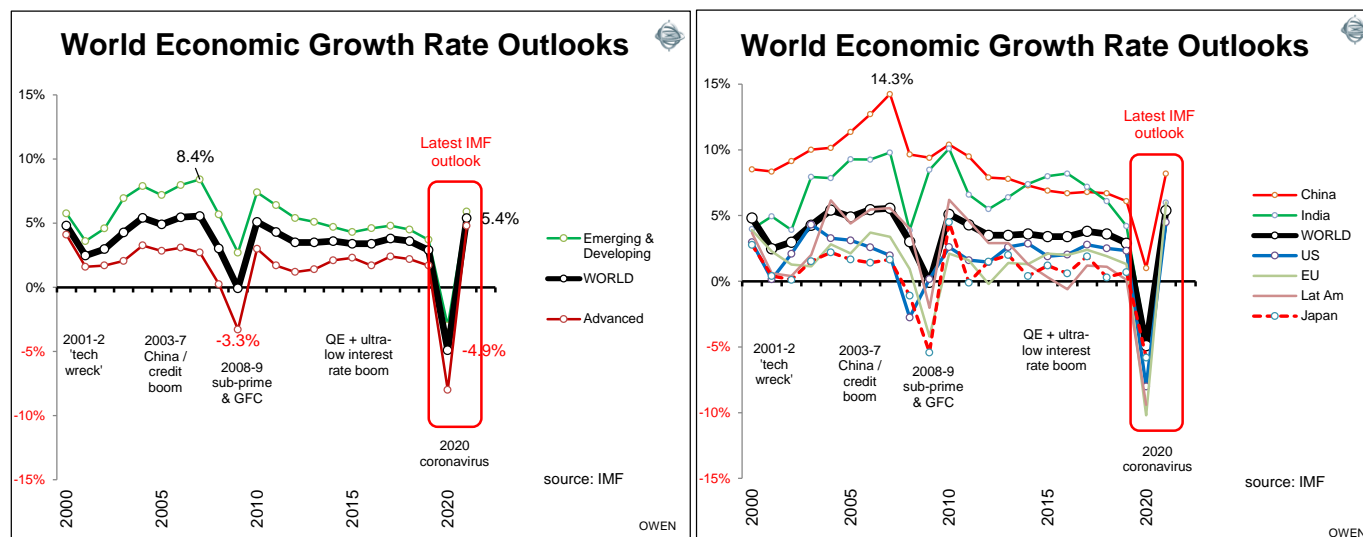 World Economic Growth Rate Outlooks
15%
10%
5%
0%
-5%
-10%
-15%
8.4%
Latest IMF
outlook
5.4%
-3.3%
-4.9%
2001-2
'tech
wreck'
2003-7
China /
credit
boom
2008-9
sub-prime
& GFC
QE + ultra-
low interest
rate boom
2020
coronavirus
Emerging &
Developing
WORLD
Advanced
source: IMF
2000
2005
2010
2015
2020
OWEN
World Economic Growth Rate Outlooks
15%
10%
5%
0%
-5%
-10%
-15%
14.3%
Latest IMF
outlook
2001-2
'tech
wreck'
2003-7
China /
credit
boom
2008-9
sub-prime
& GFC
QE + ultra-
low interest
rate boom
2020
coronavirus
China
India
WORLD
US
EU
Lat Am
Japan
source: IMF
2000
2005
2010
2015
2020
OWEN